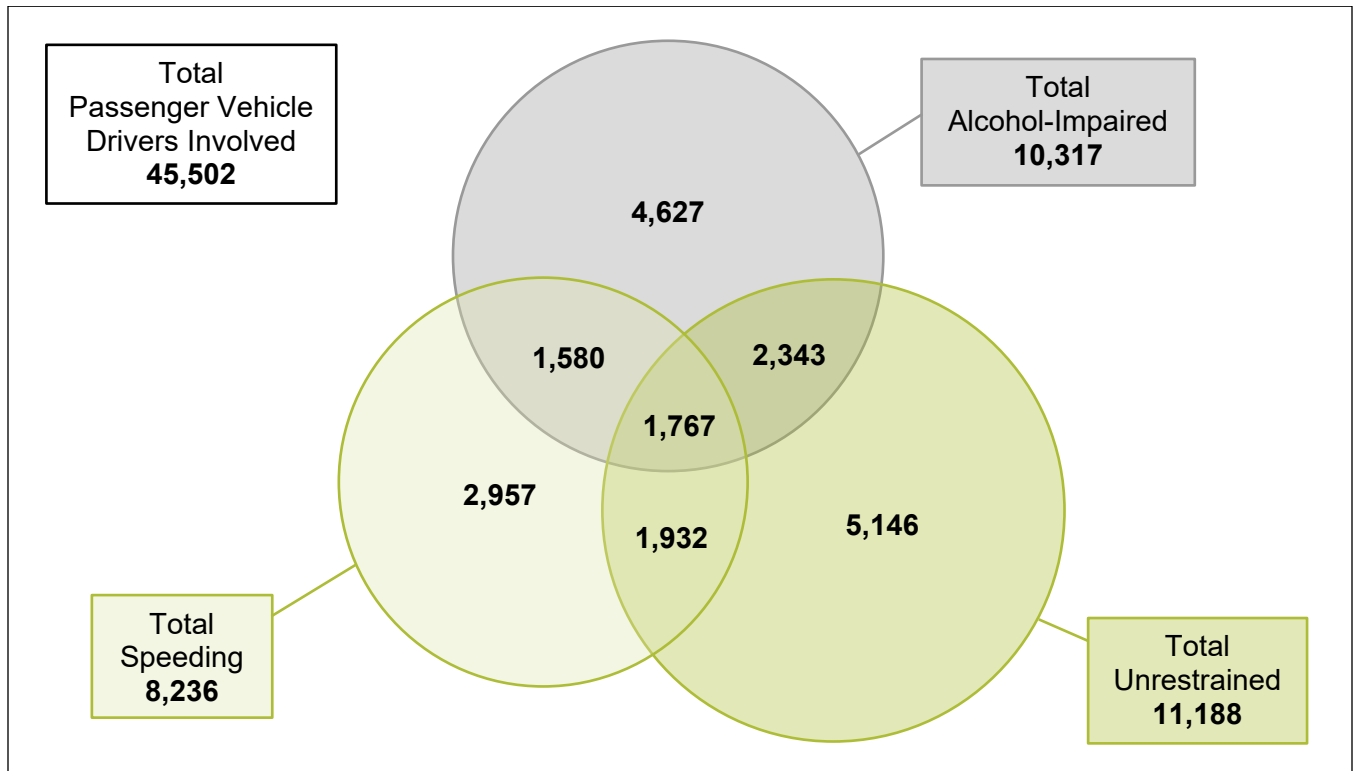 Total
Passenger Vehicle
Drivers Involved
45,502
Total
Alcohol-Impaired
10,317
4,627
1,580
2,343
1,767
2,957
1,932
5,146
Total
Speeding
8,236
Total
Unrestrained
11,188